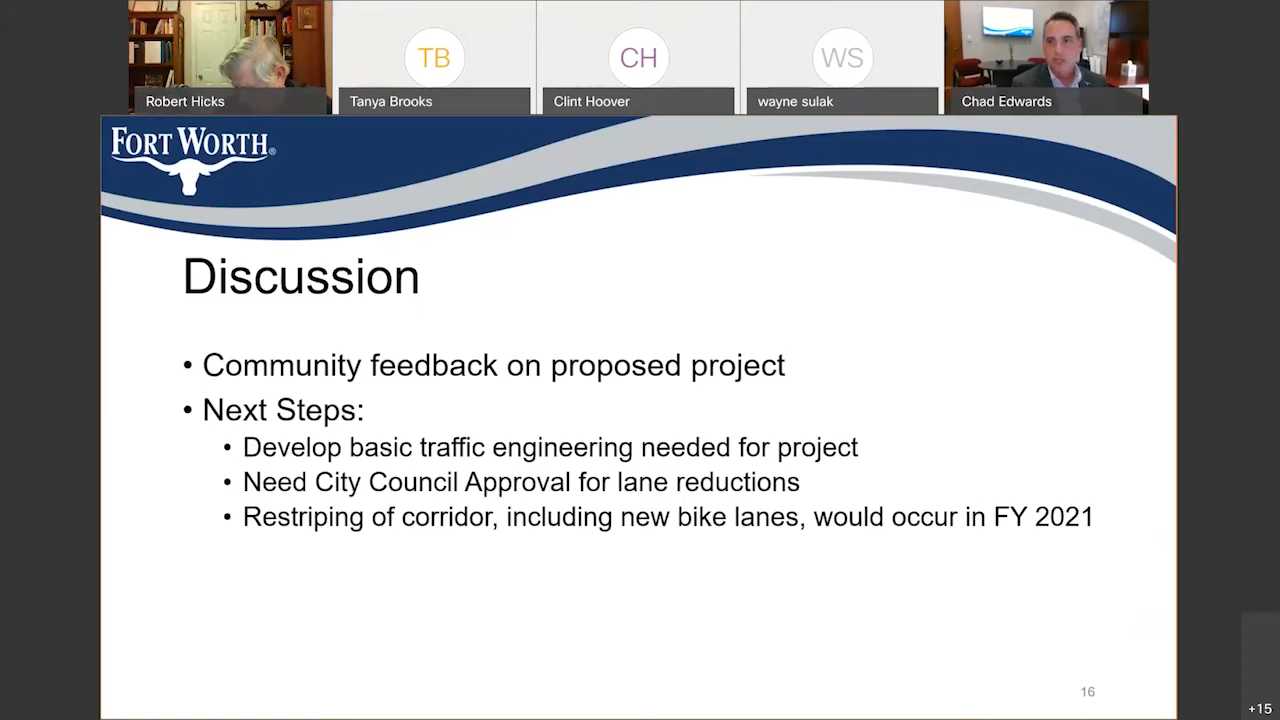 TB
CH
WS
Robert Hicks
Tanya Brooks
Clint Hoover
wayne sulak
Chad Edwards
FORT WORTH®
Discussion
• Community feedback on proposed project
• Next Steps:
• Develop basic traffic engineering needed for project
• Need City Council Approval for lane reductions
• Restriping of corridor, including new bike lanes, would occur in FY 2021
16
+15